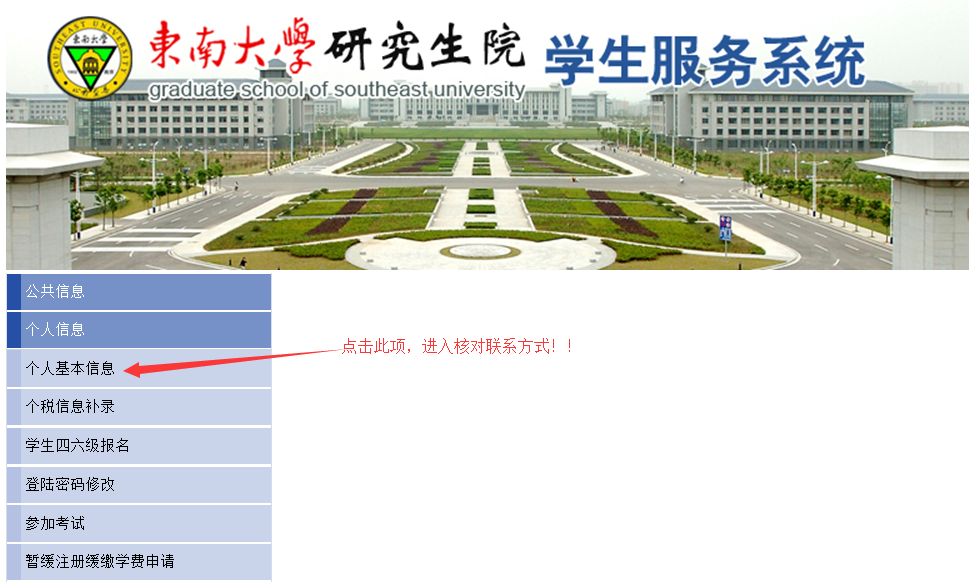 東南大學研究生院 学生服务系统
graduate school of southeast university
SOUTHEAST UNIVERSITY
公共信息
个人信息
点击此项，进入核对联系方式！！
个人基本信息
个税信息补录
学生四六级报名
登陆密码修改
参加考试
暂缓注册缓缴学费申请